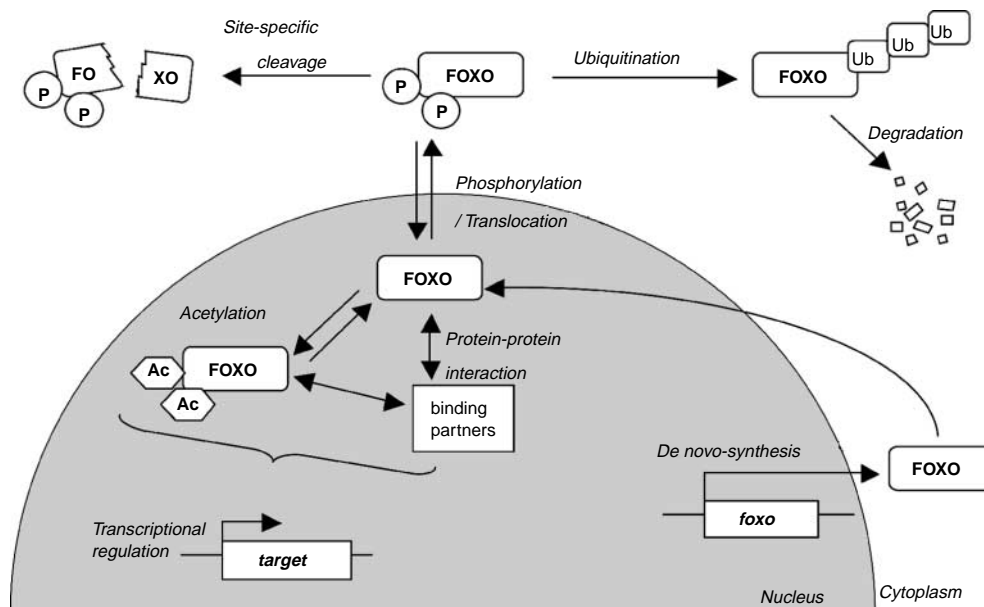 Site-specific
cleavage
FO
XO
P
P
P
FOXO
P
Ubiquitination
FOXO
Ub
Ub
Ub
Ub
Degradation
Phosphorylation
/ Translocation
FOXO
Acetylation
Protein-protein
interaction
Ac
FOXO
Ac
binding
partners
De novo-synthesis
FOXO
foxo
Transcriptional
regulation
target
Nucleus
Cytoplasm